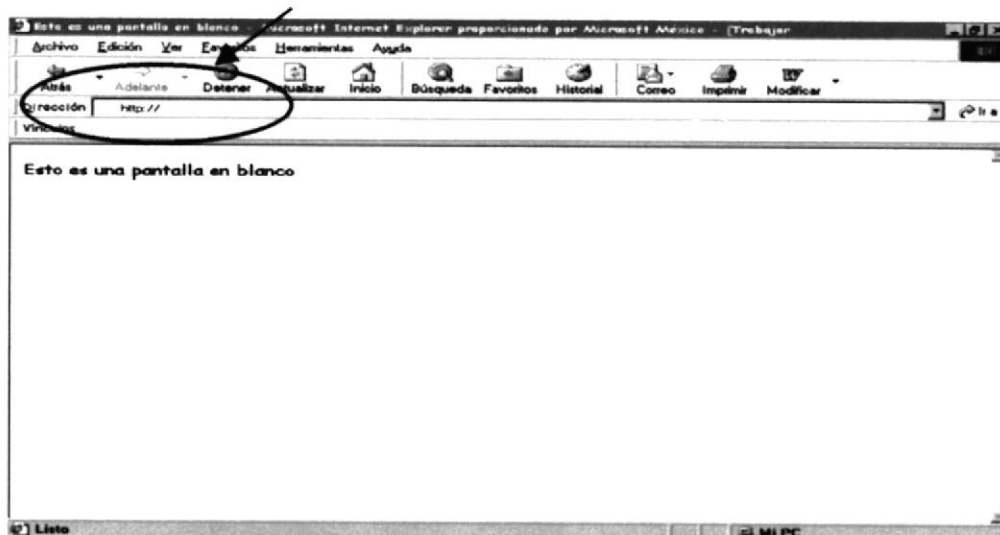 Esto es una pantalla en blanco - Microsoft Internet Explorer proporcionado por Microsoft México - [Trabajar
Archivo Edición Ver Favoritos Herramientas Ayuda
Atrás Adelante Detener Actualizar Inicio Búsqueda Favoritos Historial Correo Imprimir Modificar
Dirección http:// Ir a
Vínculos
Esto es una pantalla en blanco
Listo Mi PC